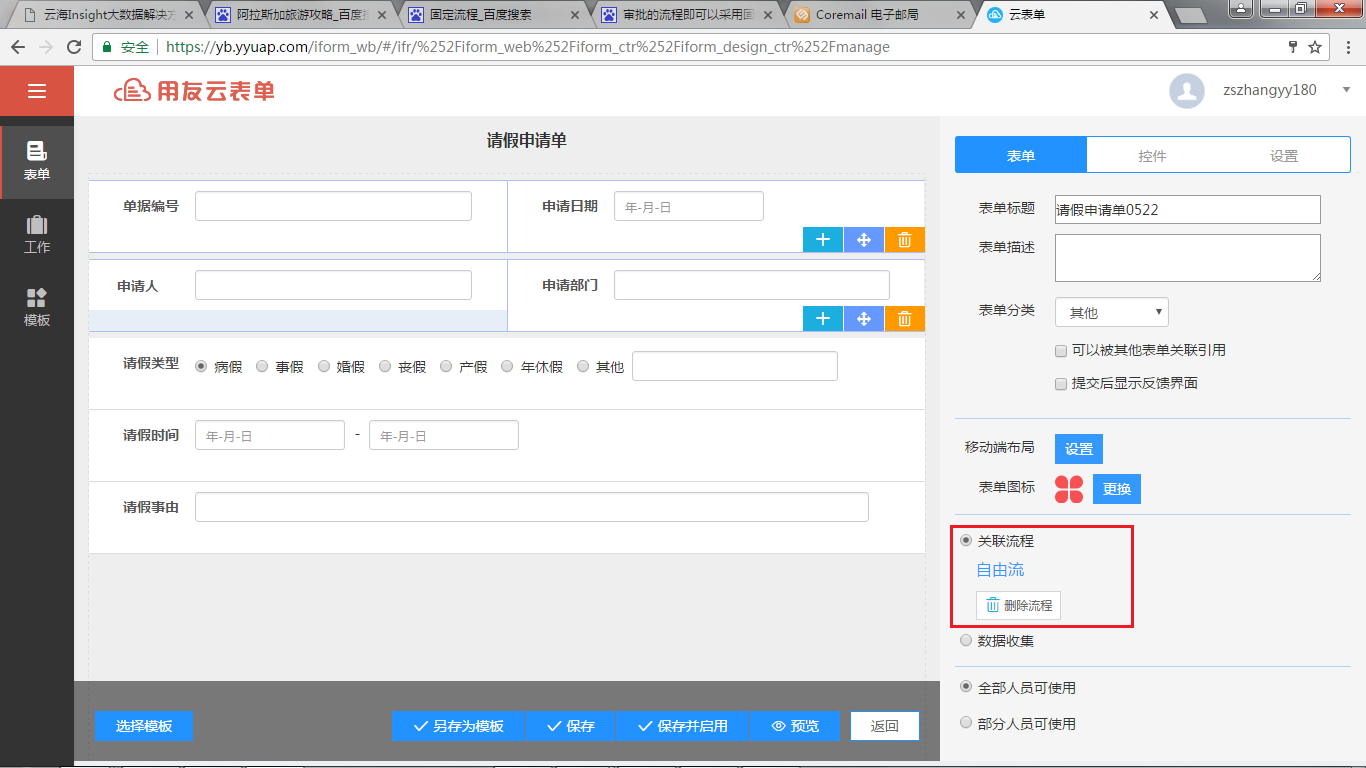 云海Insight大数据解决方
阿拉斯加旅游攻略_百度搜
固定流程_百度搜索
审批的流程即可以采用固
Coremail 电子邮局
云表单
安全 https://yb.yyuap.com/iform_wb/#/ifr/%252Fiform_web%252Fiform_ctr%252Fiform_design_ctr%252Fmanage
用友云表单
zszhangyy180
表单
工作
模板
请假申请单
单据编号
申请日期 年-月-日
申请人
申请部门
请假类型 病假 事假 婚假 丧假 产假 年休假 其他
请假时间 年-月-日 - 年-月-日
请假事由
选择模板 另存为模板 保存 保存并启用 预览 返回
表单 控件 设置
表单标题 请假申请单0522
表单描述
表单分类 其他
可以被其他表单关联引用
提交后显示反馈界面
移动端布局 设置
表单图标 更换
关联流程
自由流
删除流程
数据收集
全部人员可使用
部分人员可使用